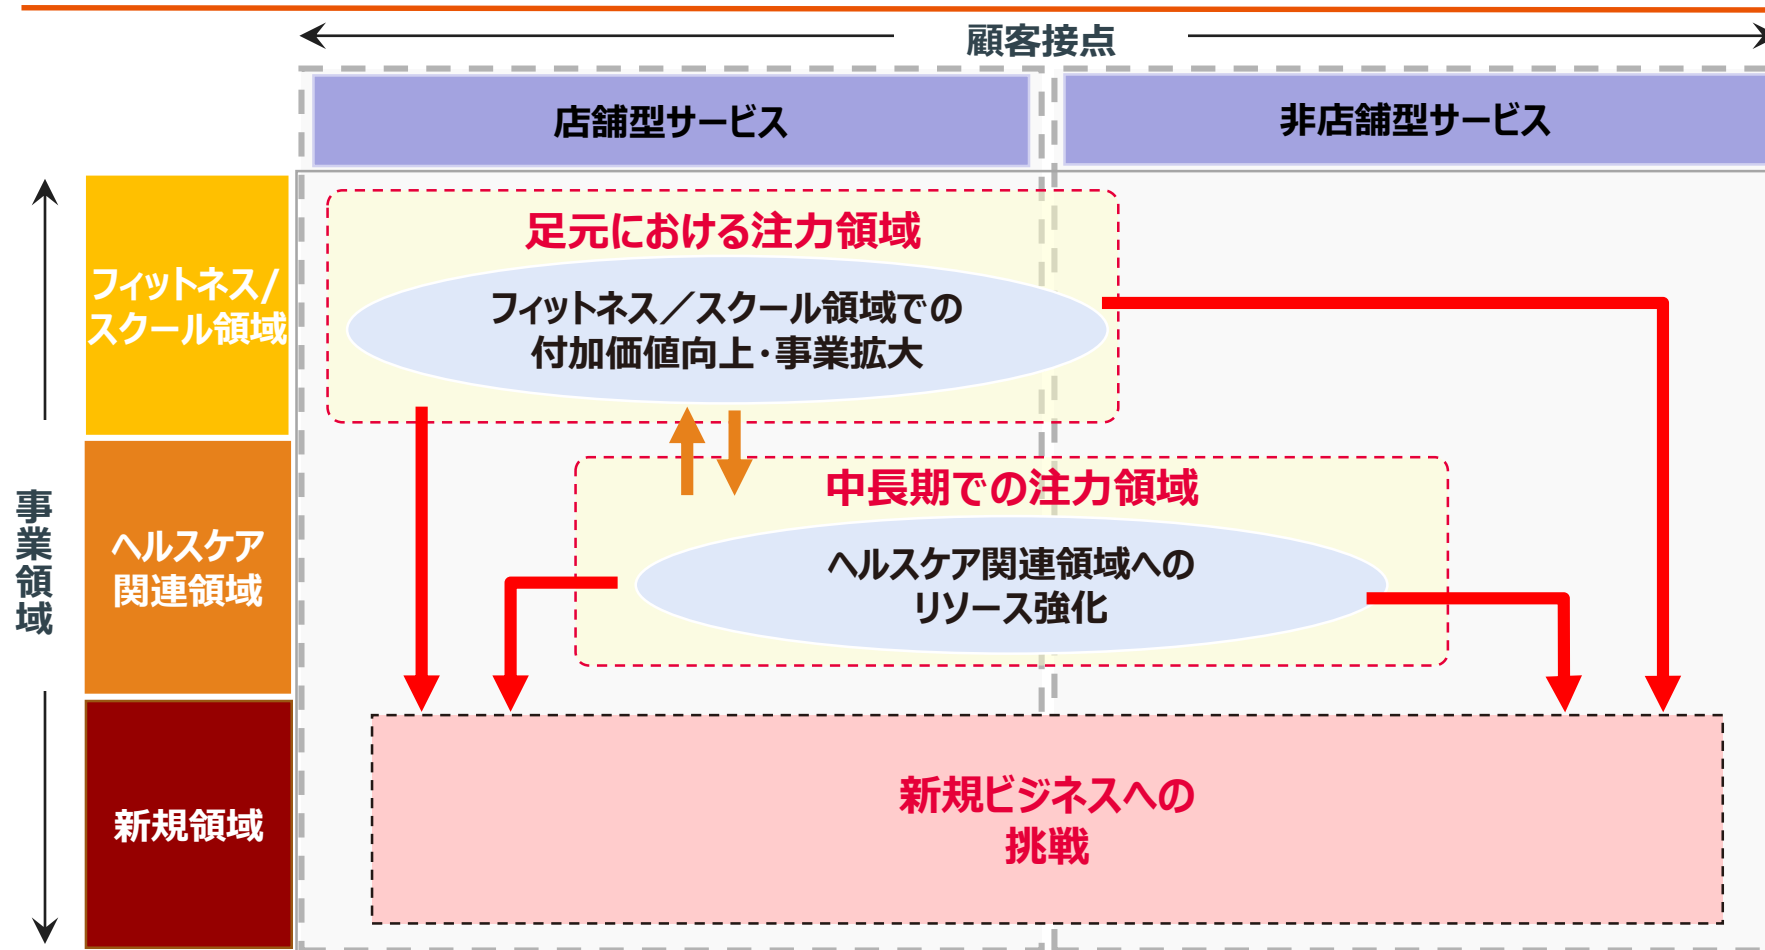 顧客接点
店舗型サービス
非店舗型サービス
事業領域
フィットネス/
スクール領域
足元における注力領域
フィットネス／スクール領域での
付加価値向上・事業拡大
ヘルスケア
関連領域
中長期での注力領域
ヘルスケア関連領域への
リソース強化
新規領域
新規ビジネスへの
挑戦